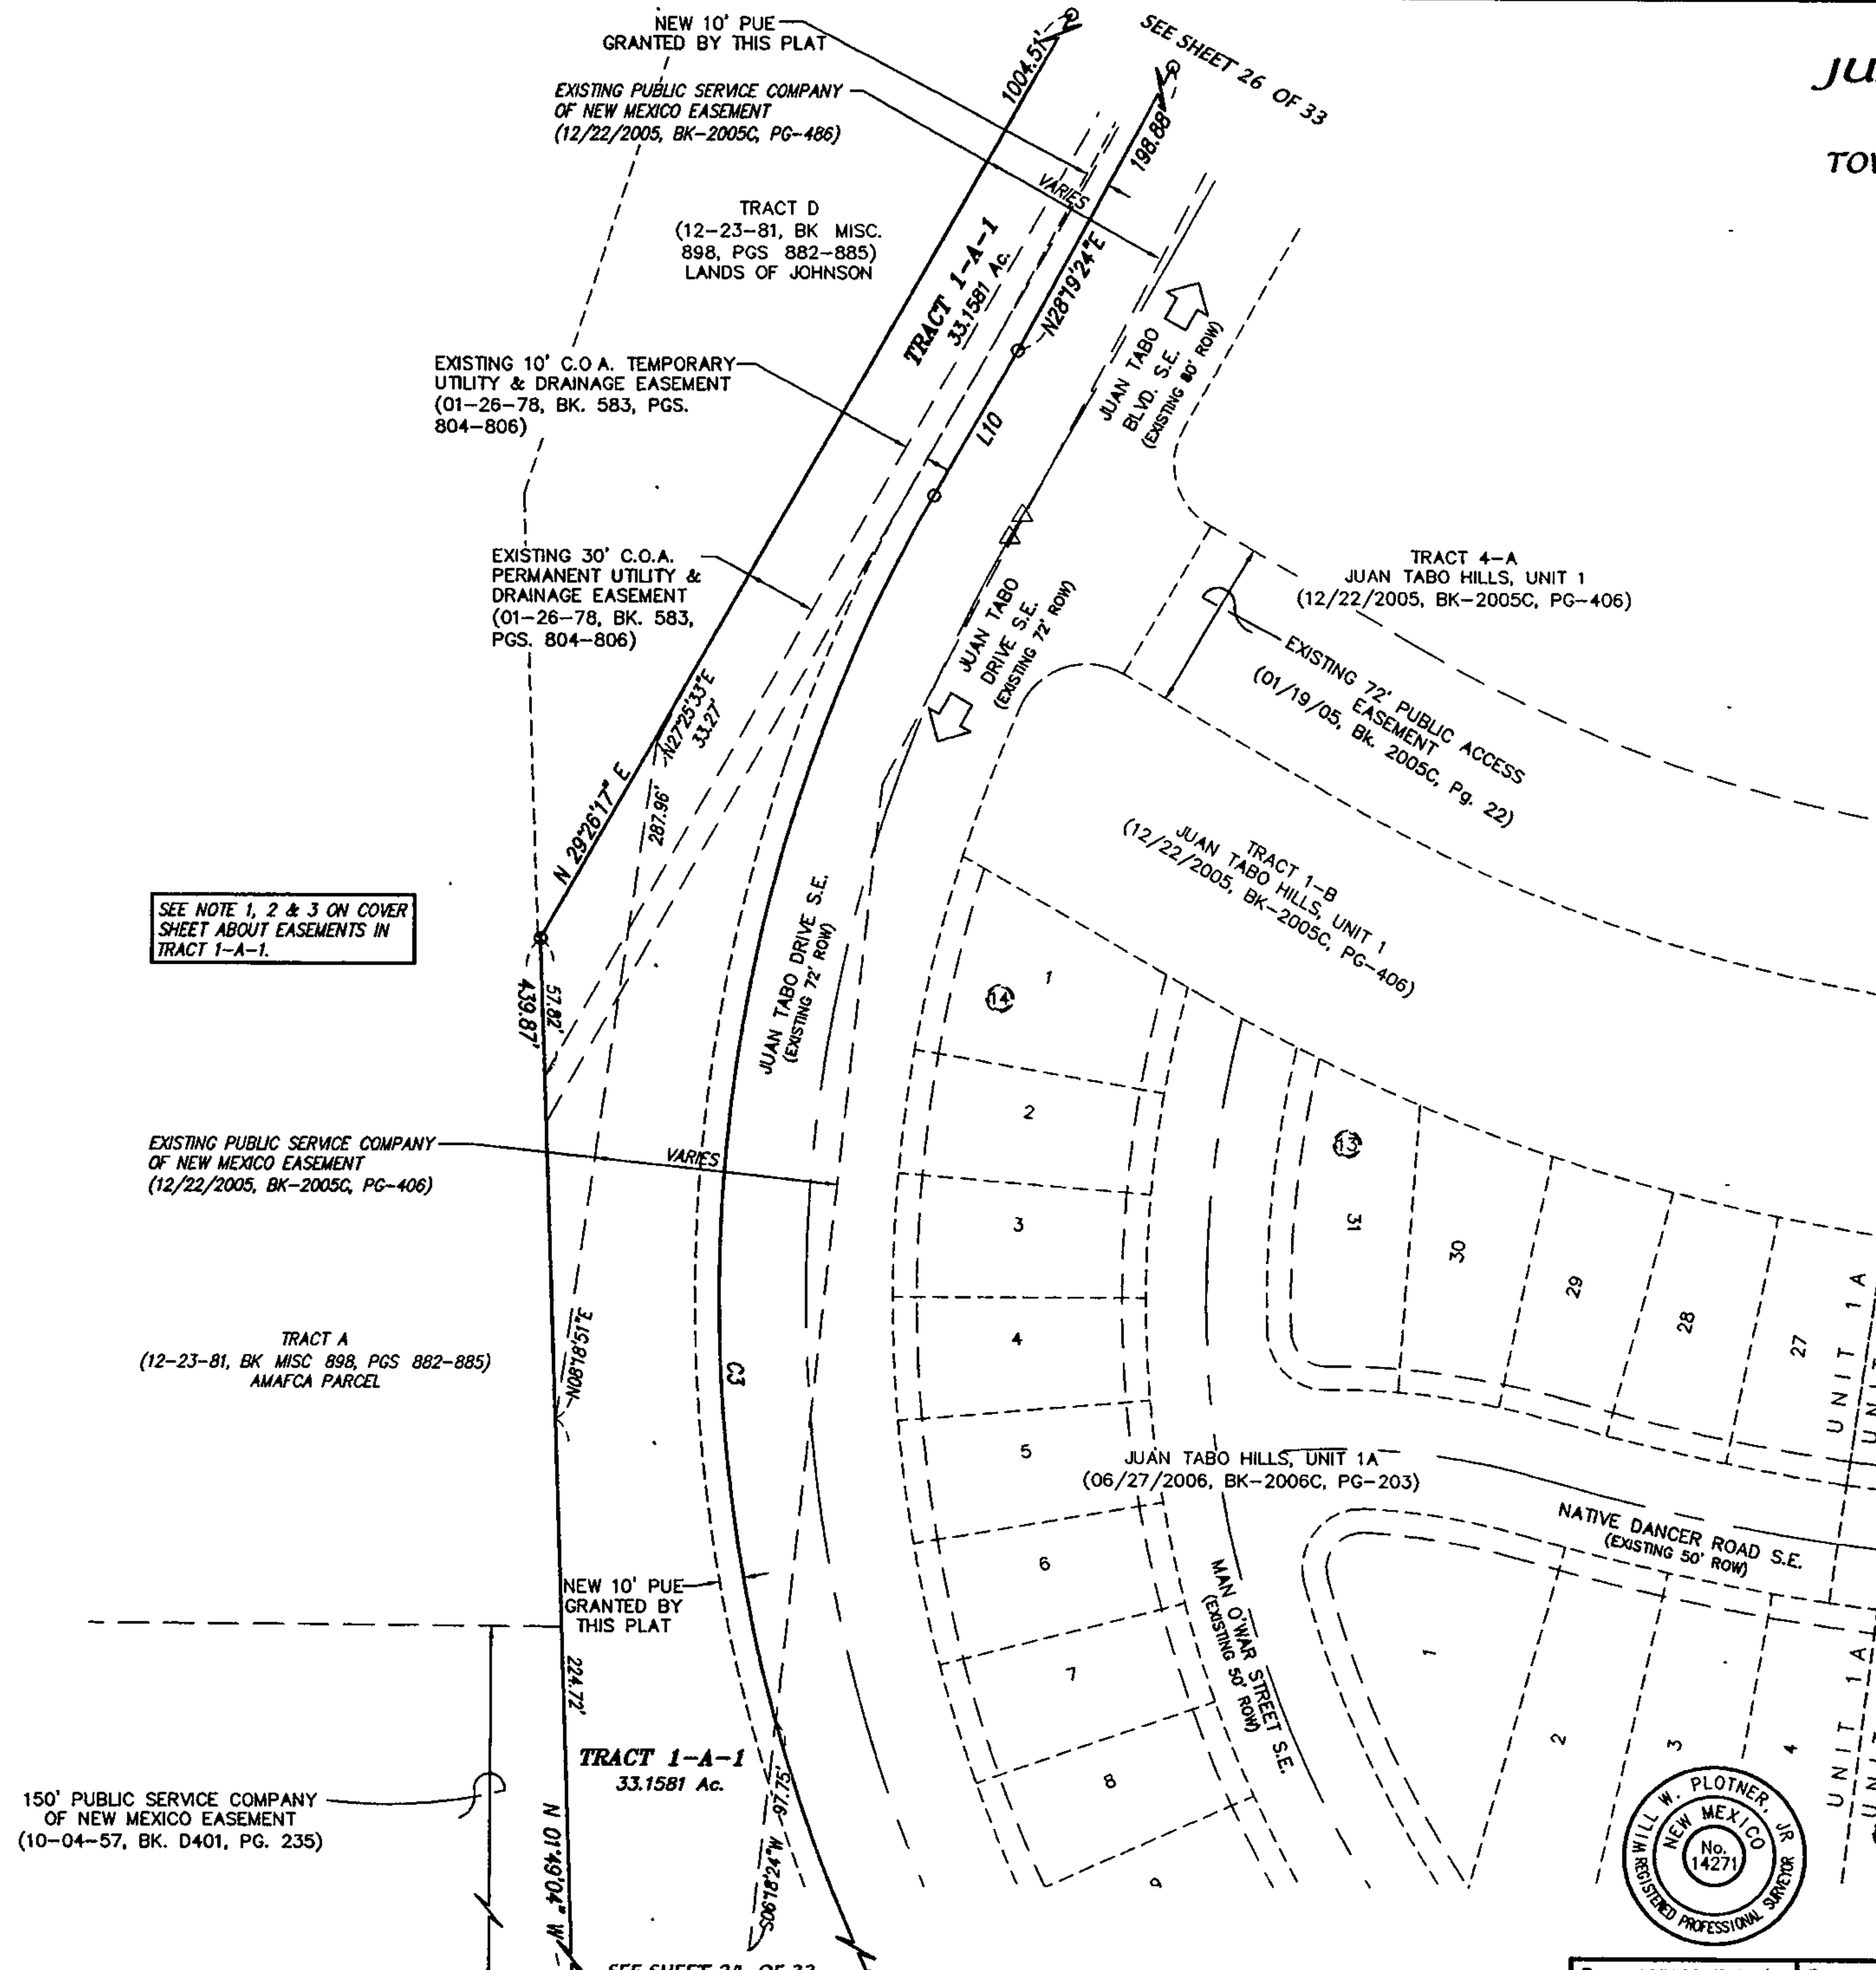 NEW 10' PUE
GRANTED BY THIS PLAT
EXISTING PUBLIC SERVICE COMPANY
OF NEW MEXICO EASEMENT
(12/22/2005, BK-2005C, PG-486)
1004.51'
SEE SHEET 26 OF 33
198.88'
VARIES
TRACT D
(12-23-81, BK MISC.
898, PGS 882-885)
LANDS OF JOHNSON
TRACT 1-A-1
33.1581 Ac.
N28°19'24"E
JUAN TABO
BLVD. S.E.
(EXISTING 80' ROW)
EXISTING 10' C.O A. TEMPORARY
UTILITY & DRAINAGE EASEMENT
(01-26-78, BK. 583, PGS.
804-806)
L10
EXISTING 30' C.O.A.
PERMANENT UTILITY &
DRAINAGE EASEMENT
(01-26-78, BK. 583,
PGS. 804-806)
JUAN TABO
DRIVE S.E.
(EXISTING 72' ROW)
TRACT 4-A
JUAN TABO HILLS, UNIT 1
(12/22/2005, BK-2005C, PG-406)
EXISTING 72' PUBLIC ACCESS
EASEMENT
(01/19/05, Bk. 2005C, Pg. 22)
N27°25'33"E
33.27'
287.96'
N 29°26'17" E
TRACT 1-B
JUAN TABO HILLS, UNIT 1
(12/22/2005, BK-2005C, PG-406)
SEE NOTE 1, 2 & 3 ON COVER
SHEET ABOUT EASEMENTS IN
TRACT 1-A-1.
57.82'
439.87'
JUAN TABO DRIVE S.E.
(EXISTING 72' ROW)
14
1
2
3
4
5
6
7
8
9
13
31
30
29
28
27
EXISTING PUBLIC SERVICE COMPANY
OF NEW MEXICO EASEMENT
(12/22/2005, BK-2005C, PG-406)
VARIES
TRACT A
(12-23-81, BK MISC 898, PGS 882-885)
AMAFCA PARCEL
N08°18'51"E
C3
UNIT 1A
JUAN TABO HILLS, UNIT 1A
(06/27/2006, BK-2006C, PG-203)
NATIVE DANCER ROAD S.E.
(EXISTING 50' ROW)
MAN O'WAR STREET S.E.
(EXISTING 50' ROW)
NEW 10' PUE
GRANTED BY
THIS PLAT
224.72'
TRACT 1-A-1
33.1581 Ac.
97.75'
S06°18'24"W
N 01°49'04" W
150' PUBLIC SERVICE COMPANY
OF NEW MEXICO EASEMENT
(10-04-57, BK. D401, PG. 235)
1
2
3
4
UNIT 1A
WILL W. PLOTNER, JR
NEW MEXICO
No.
14271
REGISTERED PROFESSIONAL SURVEYOR